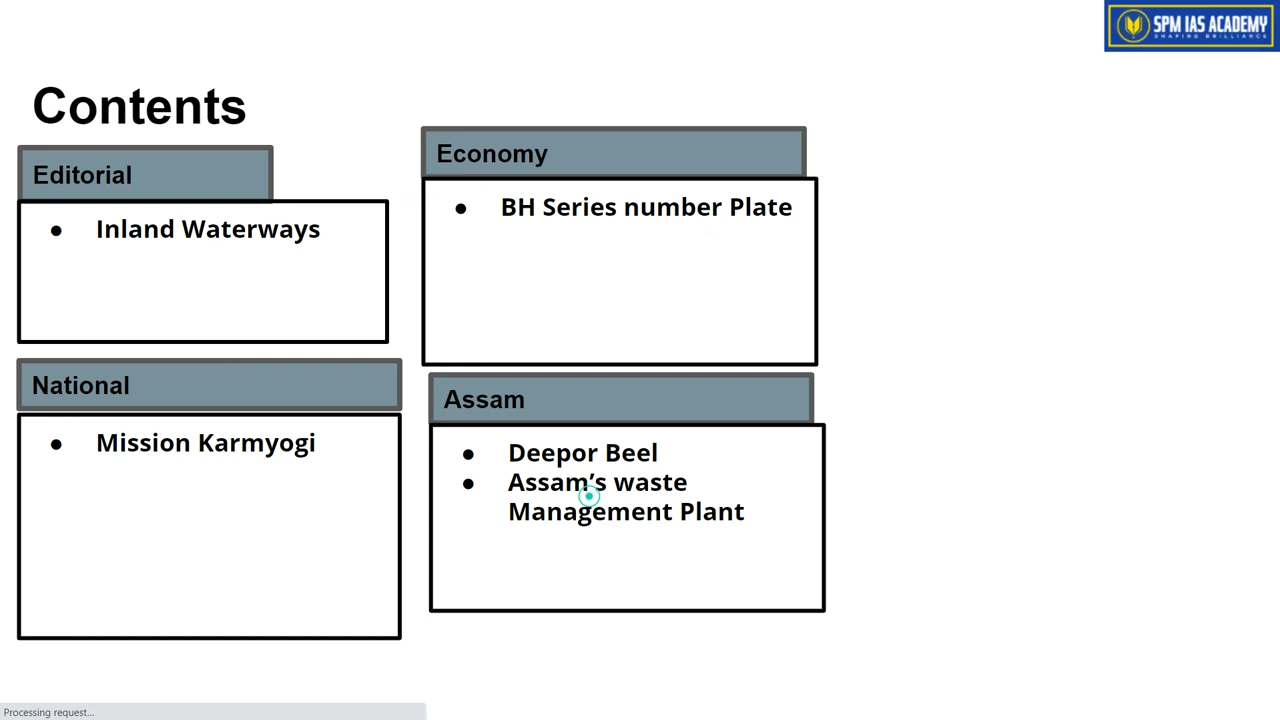 SPM IAS ACADEMY
SHAPING BRILLIANCE
Contents
Editorial
● Inland Waterways
National
● Mission Karmyogi
Economy
● BH Series number Plate
Assam
● Deepor Beel
● Assam’s waste
Management Plant
Processing request...